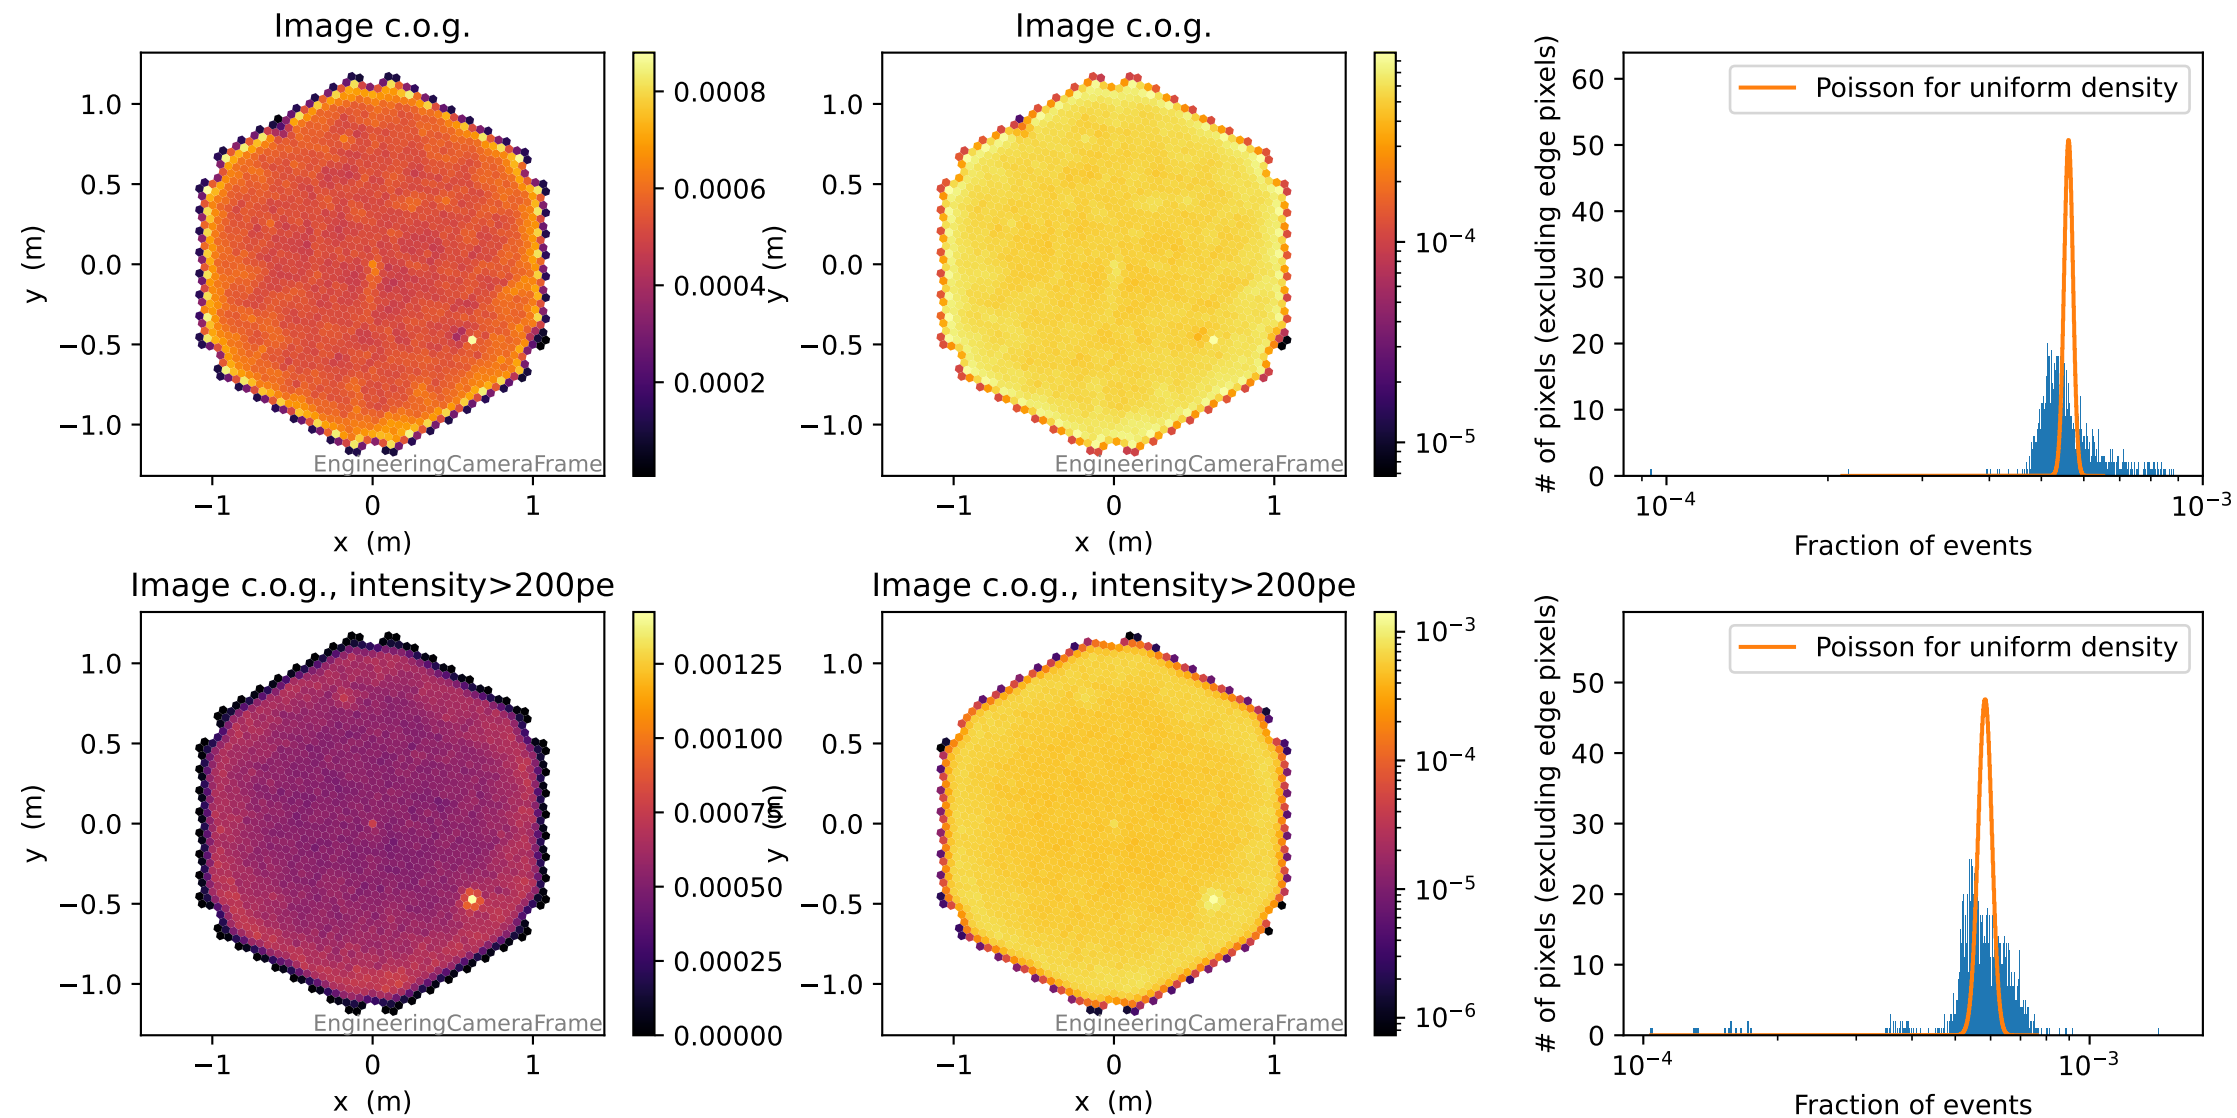 Image c.o.g.
1.0
0.5
0.0
−0.5
−1.0
y (m)
−1
0
1
x (m)
EngineeringCameraFrame
0.0008
0.0006
0.0004
0.0002
Image c.o.g.
1.0
0.5
0.0
−0.5
−1.0
y (m)
−1
0
1
x (m)
EngineeringCameraFrame
10⁻⁴
10⁻⁵
# of pixels (excluding edge pixels)
60
50
40
30
20
10
0
Poisson for uniform density
10⁻⁴
10⁻³
Fraction of events
Image c.o.g., intensity>200pe
1.0
0.5
0.0
−0.5
−1.0
y (m)
−1
0
1
x (m)
EngineeringCameraFrame
0.00125
0.00100
0.00075
0.00050
0.00025
0.00000
Image c.o.g., intensity>200pe
1.0
0.5
0.0
−0.5
−1.0
y (m)
−1
0
1
x (m)
EngineeringCameraFrame
10⁻³
10⁻⁴
10⁻⁵
10⁻⁶
# of pixels (excluding edge pixels)
50
40
30
20
10
0
Poisson for uniform density
10⁻⁴
10⁻³
Fraction of events